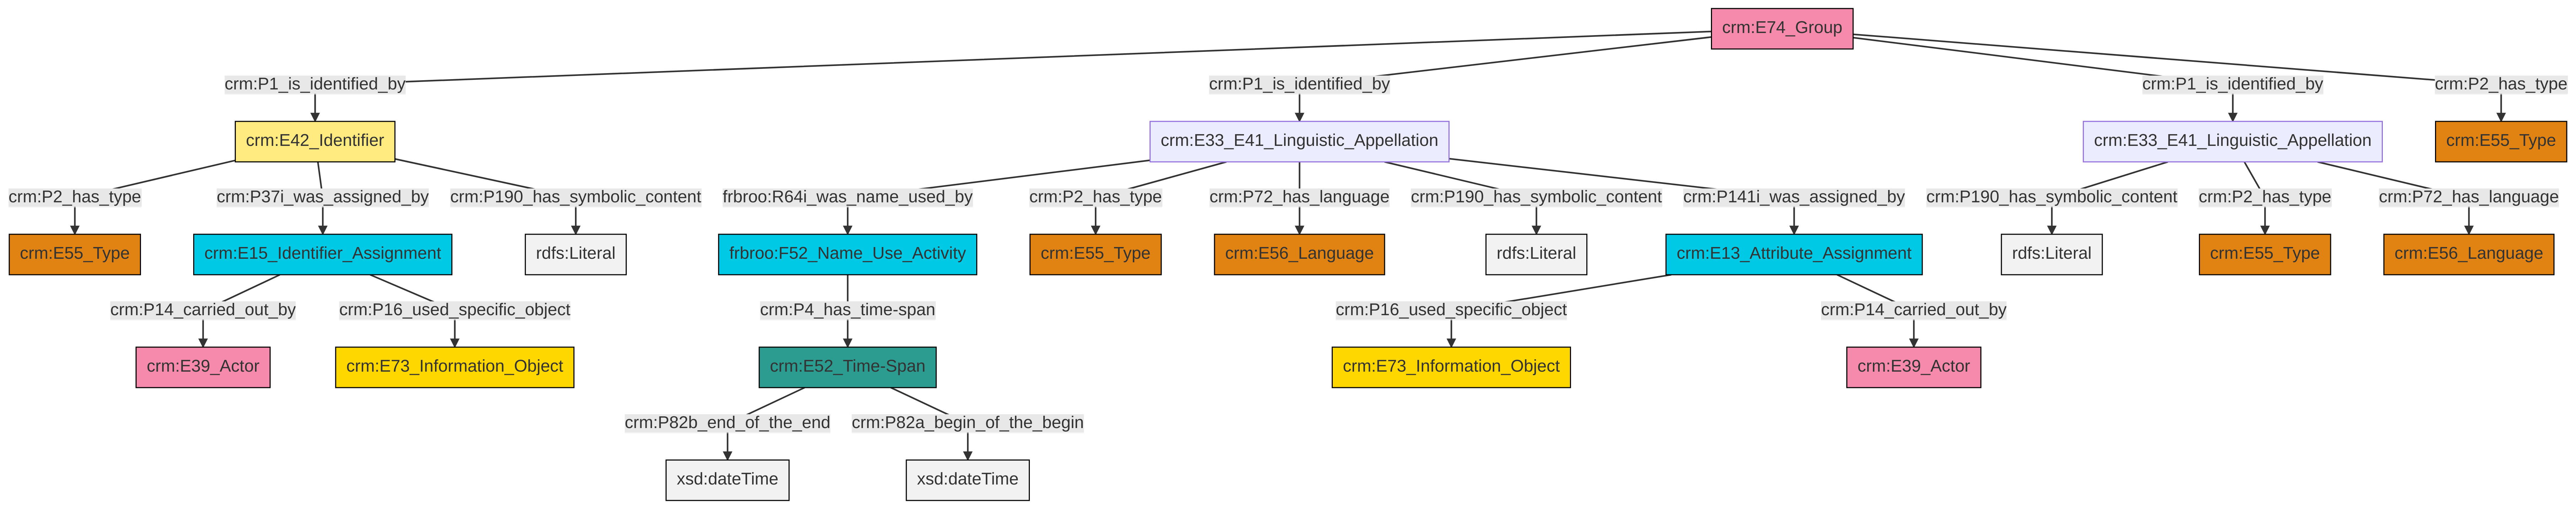 crm:E74_Group
crm:P1_is_identified_by
crm:P1_is_identified_by
crm:P1_is_identified_by
crm:P2_has_type
crm:E42_Identifier
crm:E33_E41_Linguistic_Appellation
crm:E33_E41_Linguistic_Appellation
crm:E55_Type
crm:P2_has_type
crm:P37i_was_assigned_by
crm:P190_has_symbolic_content
frbroo:R64i_was_name_used_by
crm:P2_has_type
crm:P72_has_language
crm:P190_has_symbolic_content
crm:P141i_was_assigned_by
crm:P190_has_symbolic_content
crm:P2_has_type
crm:P72_has_language
crm:E55_Type
crm:E15_Identifier_Assignment
rdfs:Literal
frbroo:F52_Name_Use_Activity
crm:E55_Type
crm:E56_Language
rdfs:Literal
crm:E13_Attribute_Assignment
rdfs:Literal
crm:E55_Type
crm:E56_Language
crm:P14_carried_out_by
crm:P16_used_specific_object
crm:P4_has_time-span
crm:P16_used_specific_object
crm:P14_carried_out_by
crm:E39_Actor
crm:E73_Information_Object
crm:E52_Time-Span
crm:E73_Information_Object
crm:E39_Actor
crm:P82b_end_of_the_end
crm:P82a_begin_of_the_begin
xsd:dateTime
xsd:dateTime